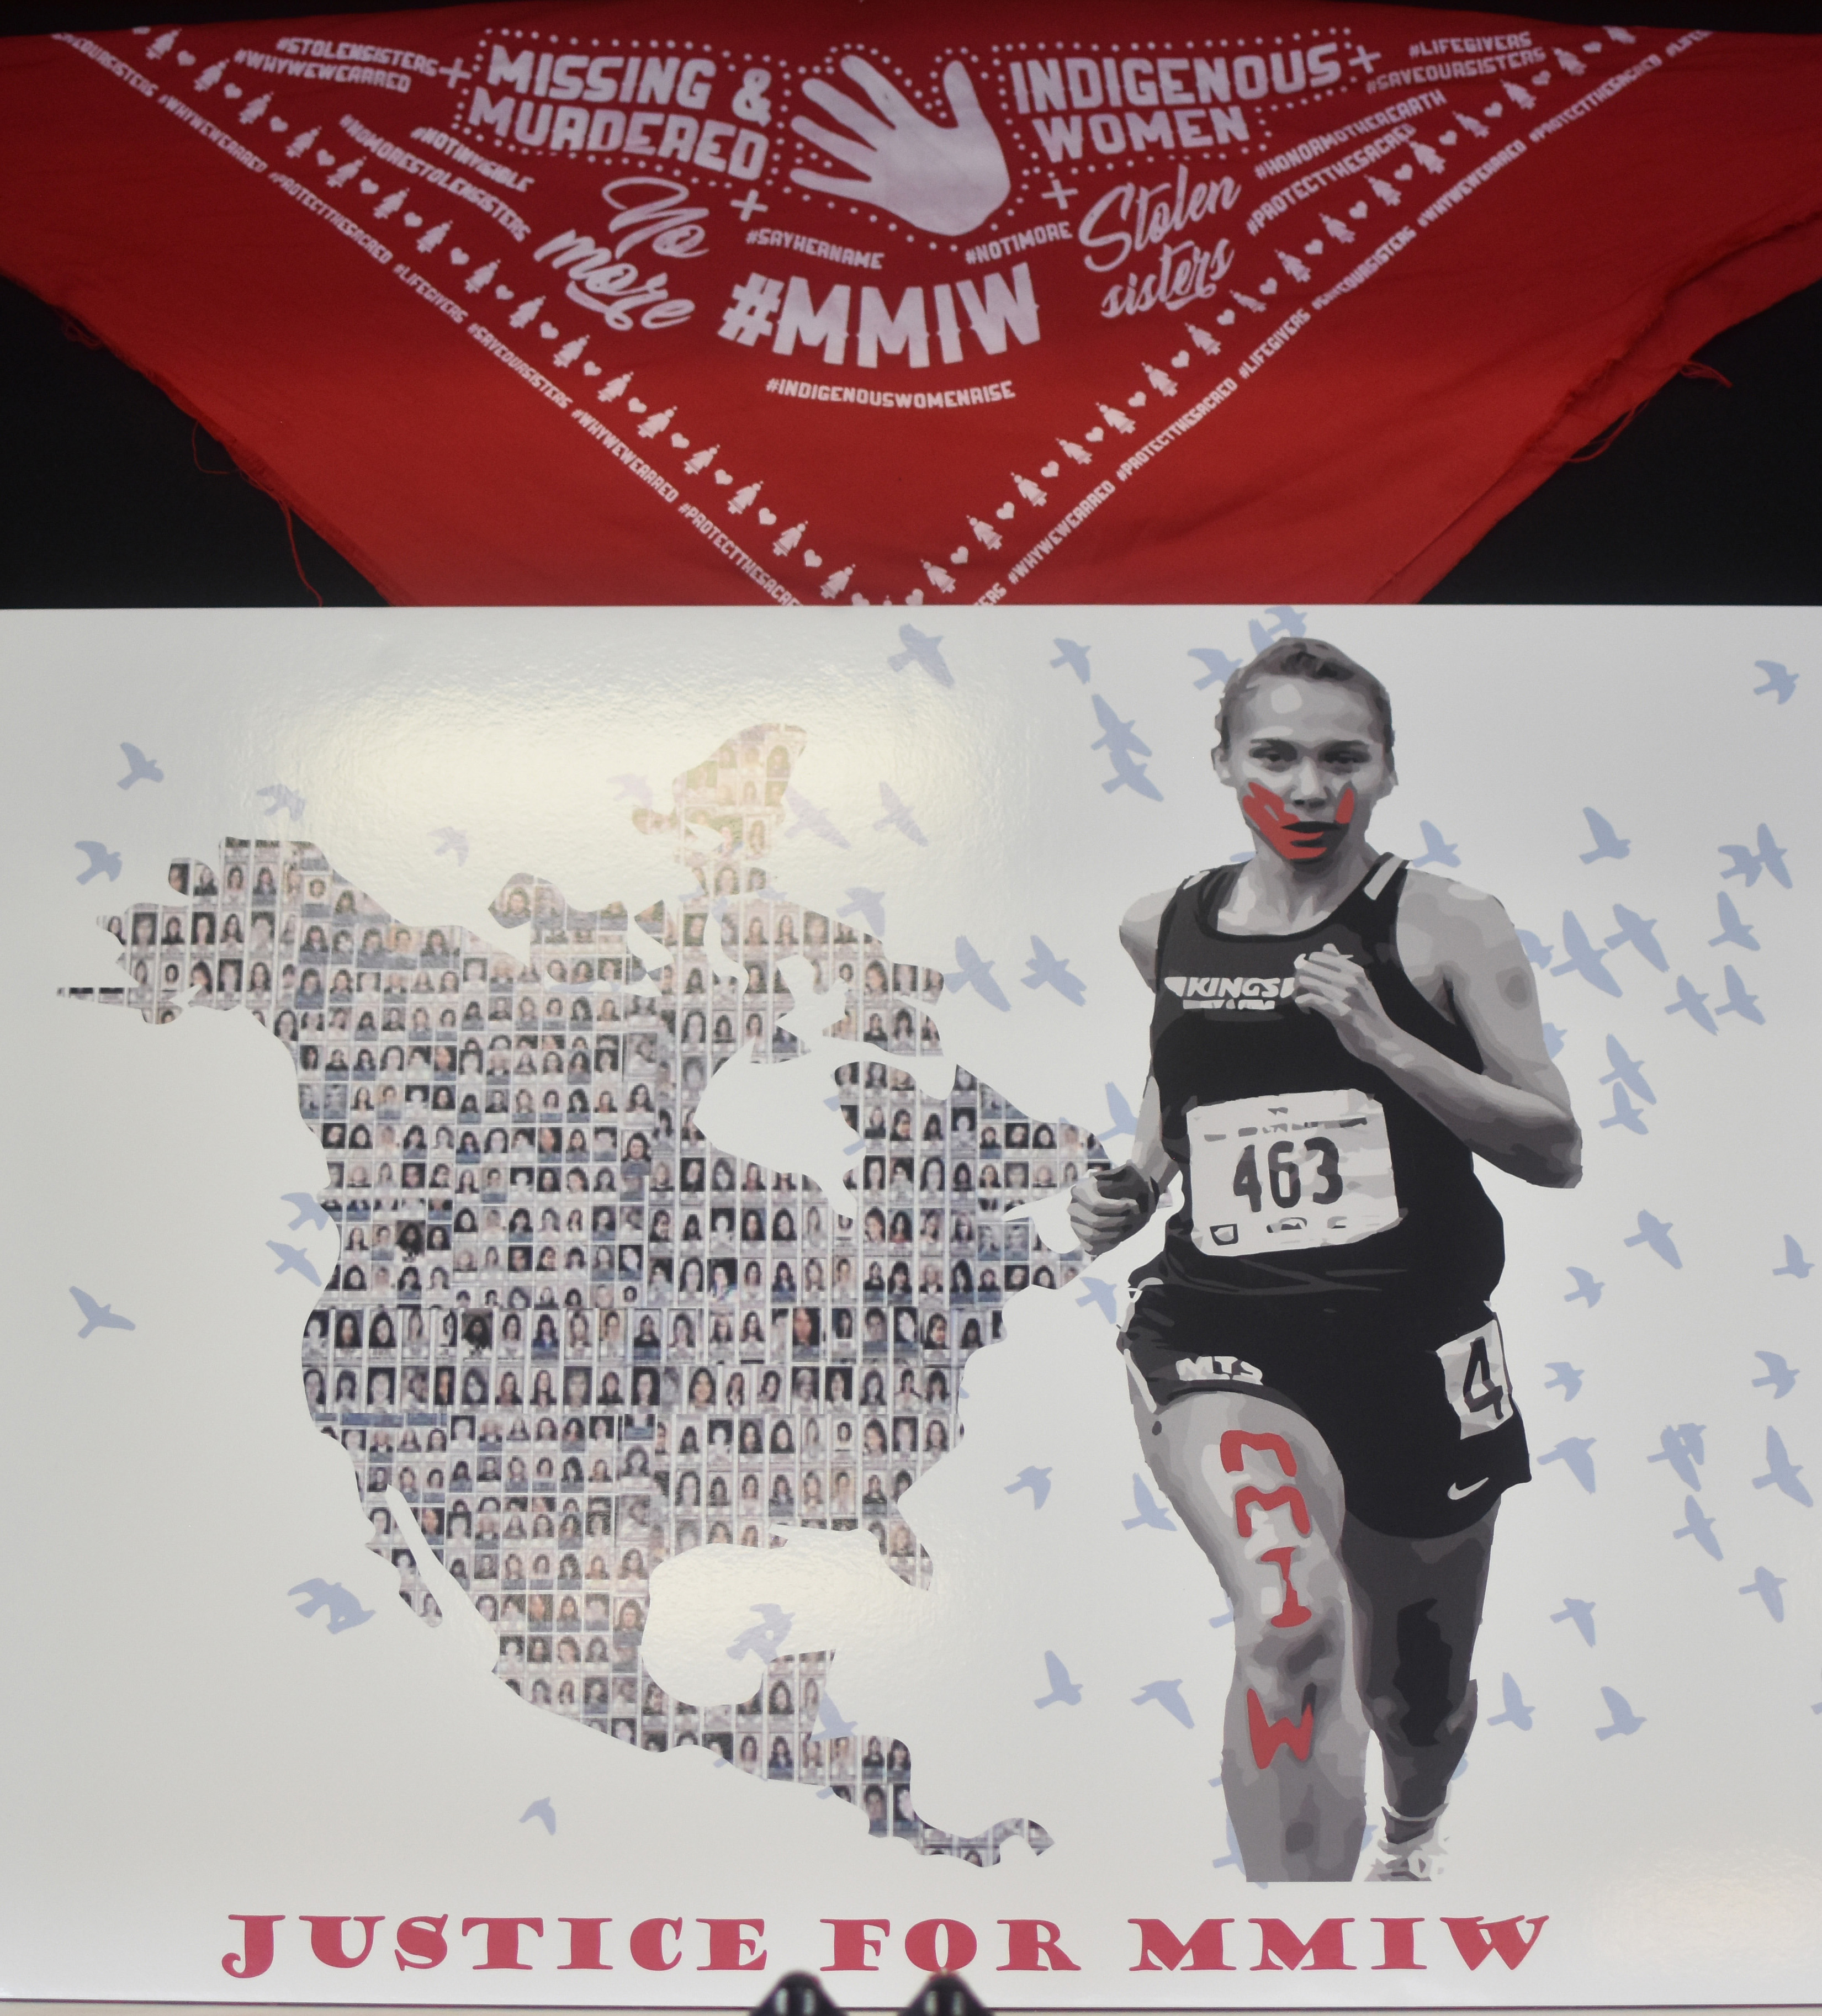 #STOLENSISTERS
#WHYWEWEARRED
MISSING &
MURDERED
INDIGENOUS
WOMEN
#LIFEGIVERS
#SAVEOURSISTERS
#NOTINVISIBLE
#NOMORESTOLENSISTERS
No
more
#SAYHERNAME
#NOTIMORE
Stolen
sisters
#HONORMOTHEREARTH
#PROTECTTHESACRED
#MMIW
#INDIGENOUSWOMENRISE
#WHYWEWEARRED #PROTECTTHESACRED #LIFEGIVERS #SAVEOURSISTERS #WHYWEWEARRED
#WHYWEWEARRED #PROTECTTHESACRED #LIFEGIVERS #SAVEOURSISTERS #WHYWEWEARRED #PROTECTTHESACRED
KINGS
463
4
MTS
MMIW
JUSTICE FOR MMIW